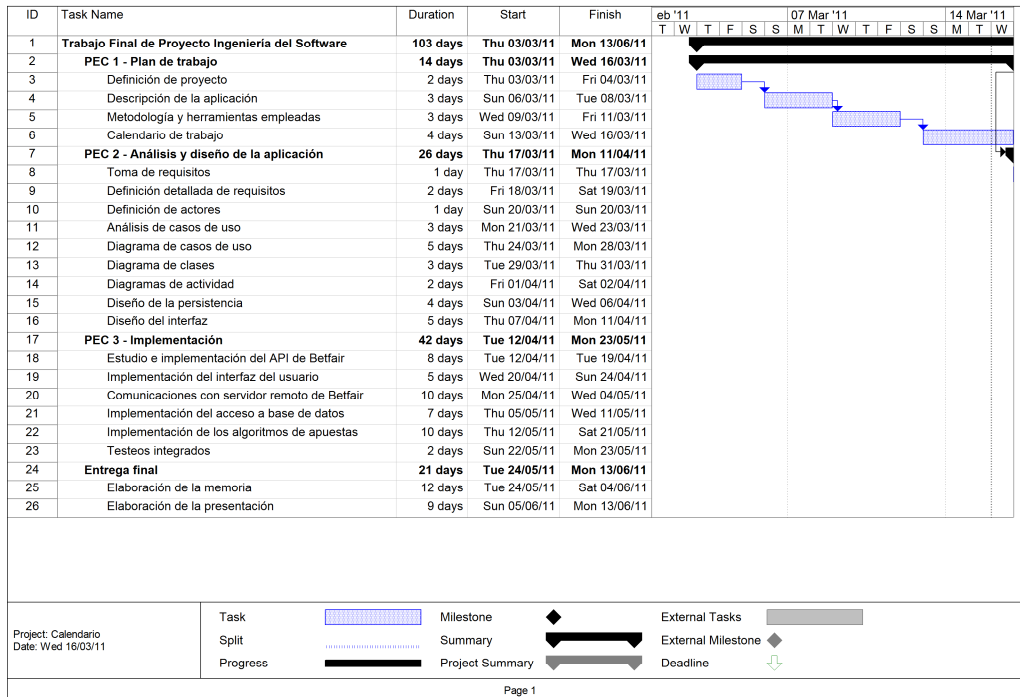 ID Task Name Duration Start Finish eb '11 07 Mar '11 14 Mar '11
T W T F S S M T W T F S S M T W
1 Trabajo Final de Proyecto Ingeniería del Software 103 days Thu 03/03/11 Mon 13/06/11
2 PEC 1 - Plan de trabajo 14 days Thu 03/03/11 Wed 16/03/11
3 Definición de proyecto 2 days Thu 03/03/11 Fri 04/03/11
4 Descripción de la aplicación 3 days Sun 06/03/11 Tue 08/03/11
5 Metodología y herramientas empleadas 3 days Wed 09/03/11 Fri 11/03/11
6 Calendario de trabajo 4 days Sun 13/03/11 Wed 16/03/11
7 PEC 2 - Análisis y diseño de la aplicación 26 days Thu 17/03/11 Mon 11/04/11
8 Toma de requisitos 1 day Thu 17/03/11 Thu 17/03/11
9 Definición detallada de requisitos 2 days Fri 18/03/11 Sat 19/03/11
10 Definición de actores 1 day Sun 20/03/11 Sun 20/03/11
11 Análisis de casos de uso 3 days Mon 21/03/11 Wed 23/03/11
12 Diagrama de casos de uso 5 days Thu 24/03/11 Mon 28/03/11
13 Diagrama de clases 3 days Tue 29/03/11 Thu 31/03/11
14 Diagramas de actividad 2 days Fri 01/04/11 Sat 02/04/11
15 Diseño de la persistencia 4 days Sun 03/04/11 Wed 06/04/11
16 Diseño del interfaz 5 days Thu 07/04/11 Mon 11/04/11
17 PEC 3 - Implementación 42 days Tue 12/04/11 Mon 23/05/11
18 Estudio e implementación del API de Betfair 8 days Tue 12/04/11 Tue 19/04/11
19 Implementación del interfaz del usuario 5 days Wed 20/04/11 Sun 24/04/11
20 Comunicaciones con servidor remoto de Betfair 10 days Mon 25/04/11 Wed 04/05/11
21 Implementación del acceso a base de datos 7 days Thu 05/05/11 Wed 11/05/11
22 Implementación de los algoritmos de apuestas 10 days Thu 12/05/11 Sat 21/05/11
23 Testeos integrados 2 days Sun 22/05/11 Mon 23/05/11
24 Entrega final 21 days Tue 24/05/11 Mon 13/06/11
25 Elaboración de la memoria 12 days Tue 24/05/11 Sat 04/06/11
26 Elaboración de la presentación 9 days Sun 05/06/11 Mon 13/06/11
Project: Calendario
Date: Wed 16/03/11
Task Milestone External Tasks
Split Summary External Milestone
Progress Project Summary Deadline
Page 1